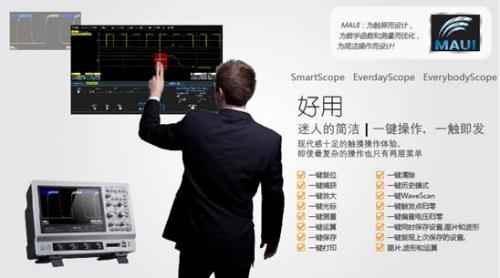 MAUI：为触屏而设计，
为数学函数和测量而优化，
为简洁操作而设计!
MAUI
SmartScope EverdayScope EverybodyScope
好用
迷人的简洁 | 一键操作，一触即发
现代感十足的触摸操作体验,
即使最复杂的操作也只有两层菜单
一键复位
一键捕获
一键放大
一键光标
一键测量
一键运算
一键保存
一键打印
一键清除
一键历史模式
一键WaveScan
一键触发点归零
一键偏置电压归零
一键同时保存设置,图片和波形
一键复现上次保存的设置,
图片,波形和运算